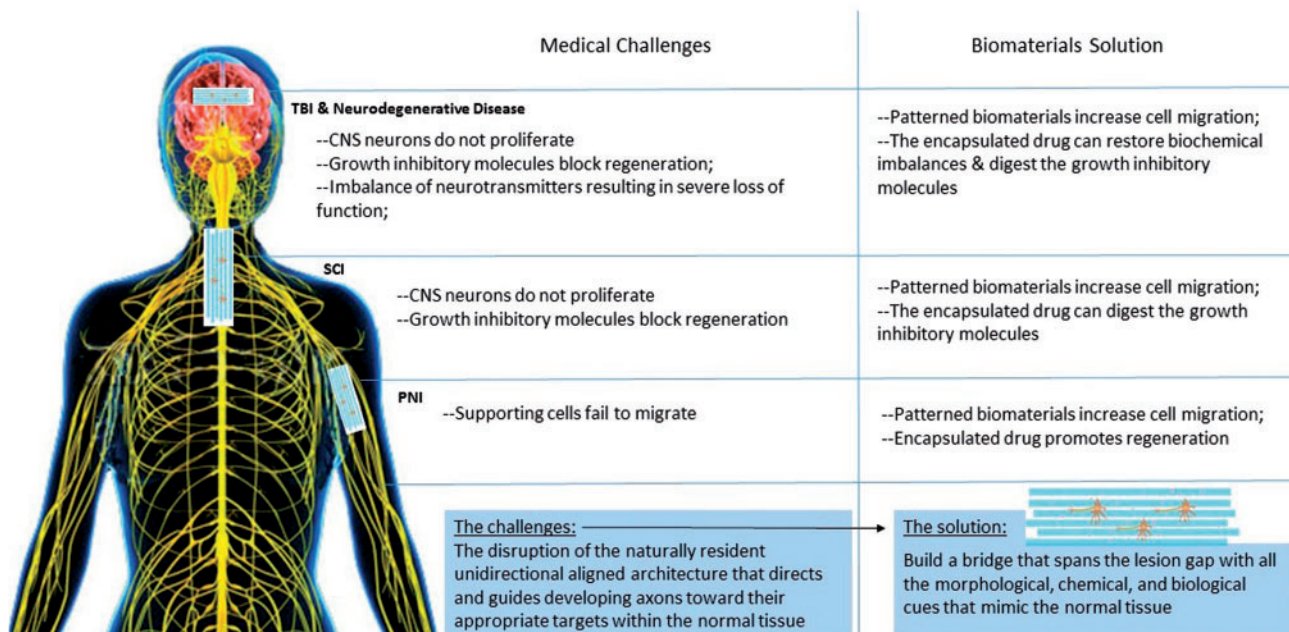 Medical Challenges
Biomaterials Solution
TBI & Neurodegenerative Disease
--CNS neurons do not proliferate
--Growth inhibitory molecules block regeneration;
--Imbalance of neurotransmitters resulting in severe loss of
function;
--Patterned biomaterials increase cell migration;
--The encapsulated drug can restore biochemical
imbalances & digest the growth inhibitory
molecules
SCI
--CNS neurons do not proliferate
--Growth inhibitory molecules block regeneration
--Patterned biomaterials increase cell migration;
--The encapsulated drug can digest the growth
inhibitory molecules
PNI
--Supporting cells fail to migrate
--Patterned biomaterials increase cell migration;
--Encapsulated drug promotes regeneration
The challenges:
The disruption of the naturally resident
unidirectional aligned architecture that directs
and guides developing axons toward their
appropriate targets within the normal tissue
The solution:
Build a bridge that spans the lesion gap with all
the morphological, chemical, and biological
cues that mimic the normal tissue